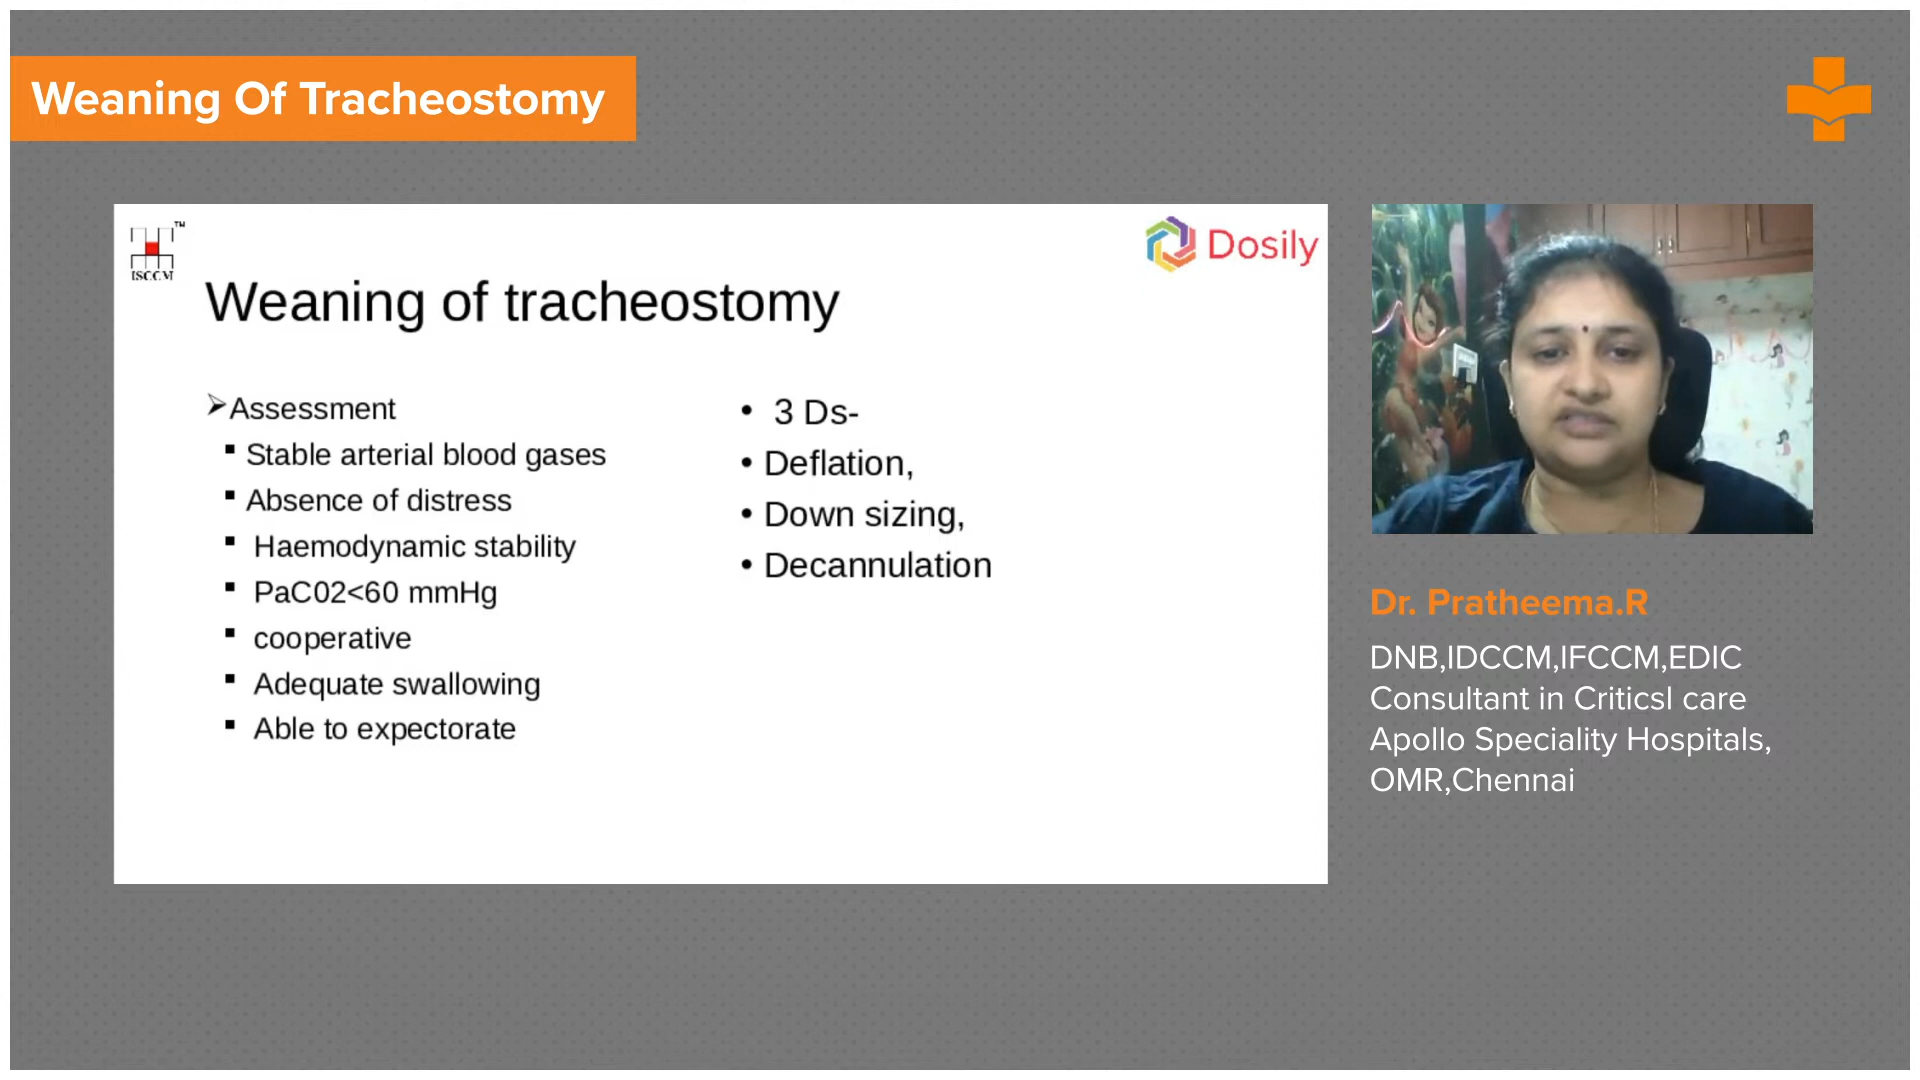 Weaning Of Tracheostomy
TM
ISCCM
Dosily
Weaning of tracheostomy
Assessment
Stable arterial blood gases
Absence of distress
Haemodynamic stability
PaC02<60 mmHg
cooperative
Adequate swallowing
Able to expectorate
3 Ds-
Deflation,
Down sizing,
Decannulation
Dr. Pratheema.R
DNB,IDCCM,IFCCM,EDIC
Consultant in Criticsl care
Apollo Speciality Hospitals,
OMR,Chennai